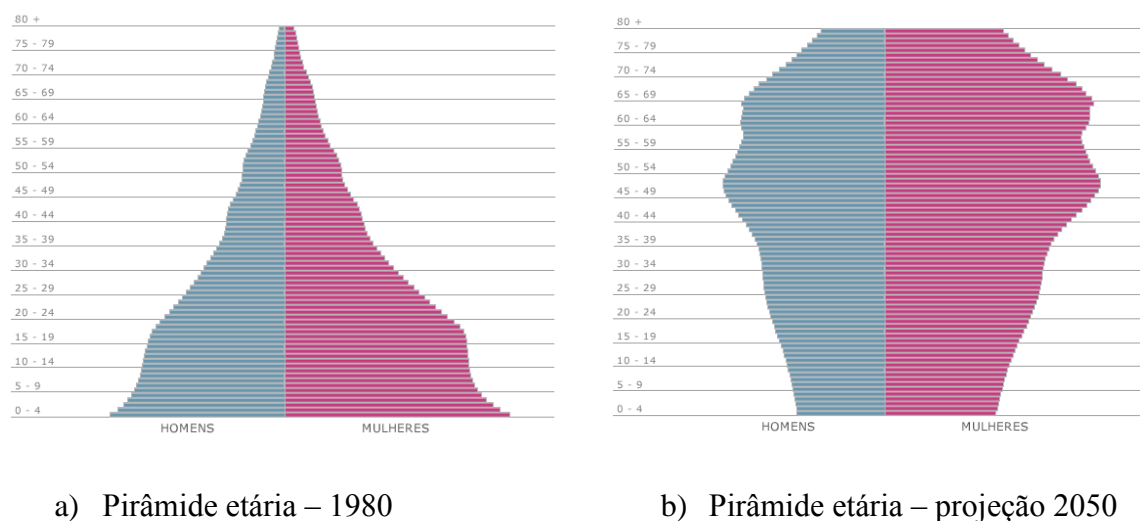 80 +
75 - 79
70 - 74
65 - 69
60 - 64
55 - 59
50 - 54
45 - 49
40 - 44
35 - 39
30 - 34
25 - 29
20 - 24
15 - 19
10 - 14
5 - 9
0 - 4
HOMENS MULHERES
80 +
75 - 79
70 - 74
65 - 69
60 - 64
55 - 59
50 - 54
45 - 49
40 - 44
35 - 39
30 - 34
25 - 29
20 - 24
15 - 19
10 - 14
5 - 9
0 - 4
HOMENS MULHERES
a) Pirâmide etária – 1980
b) Pirâmide etária – projeção 2050